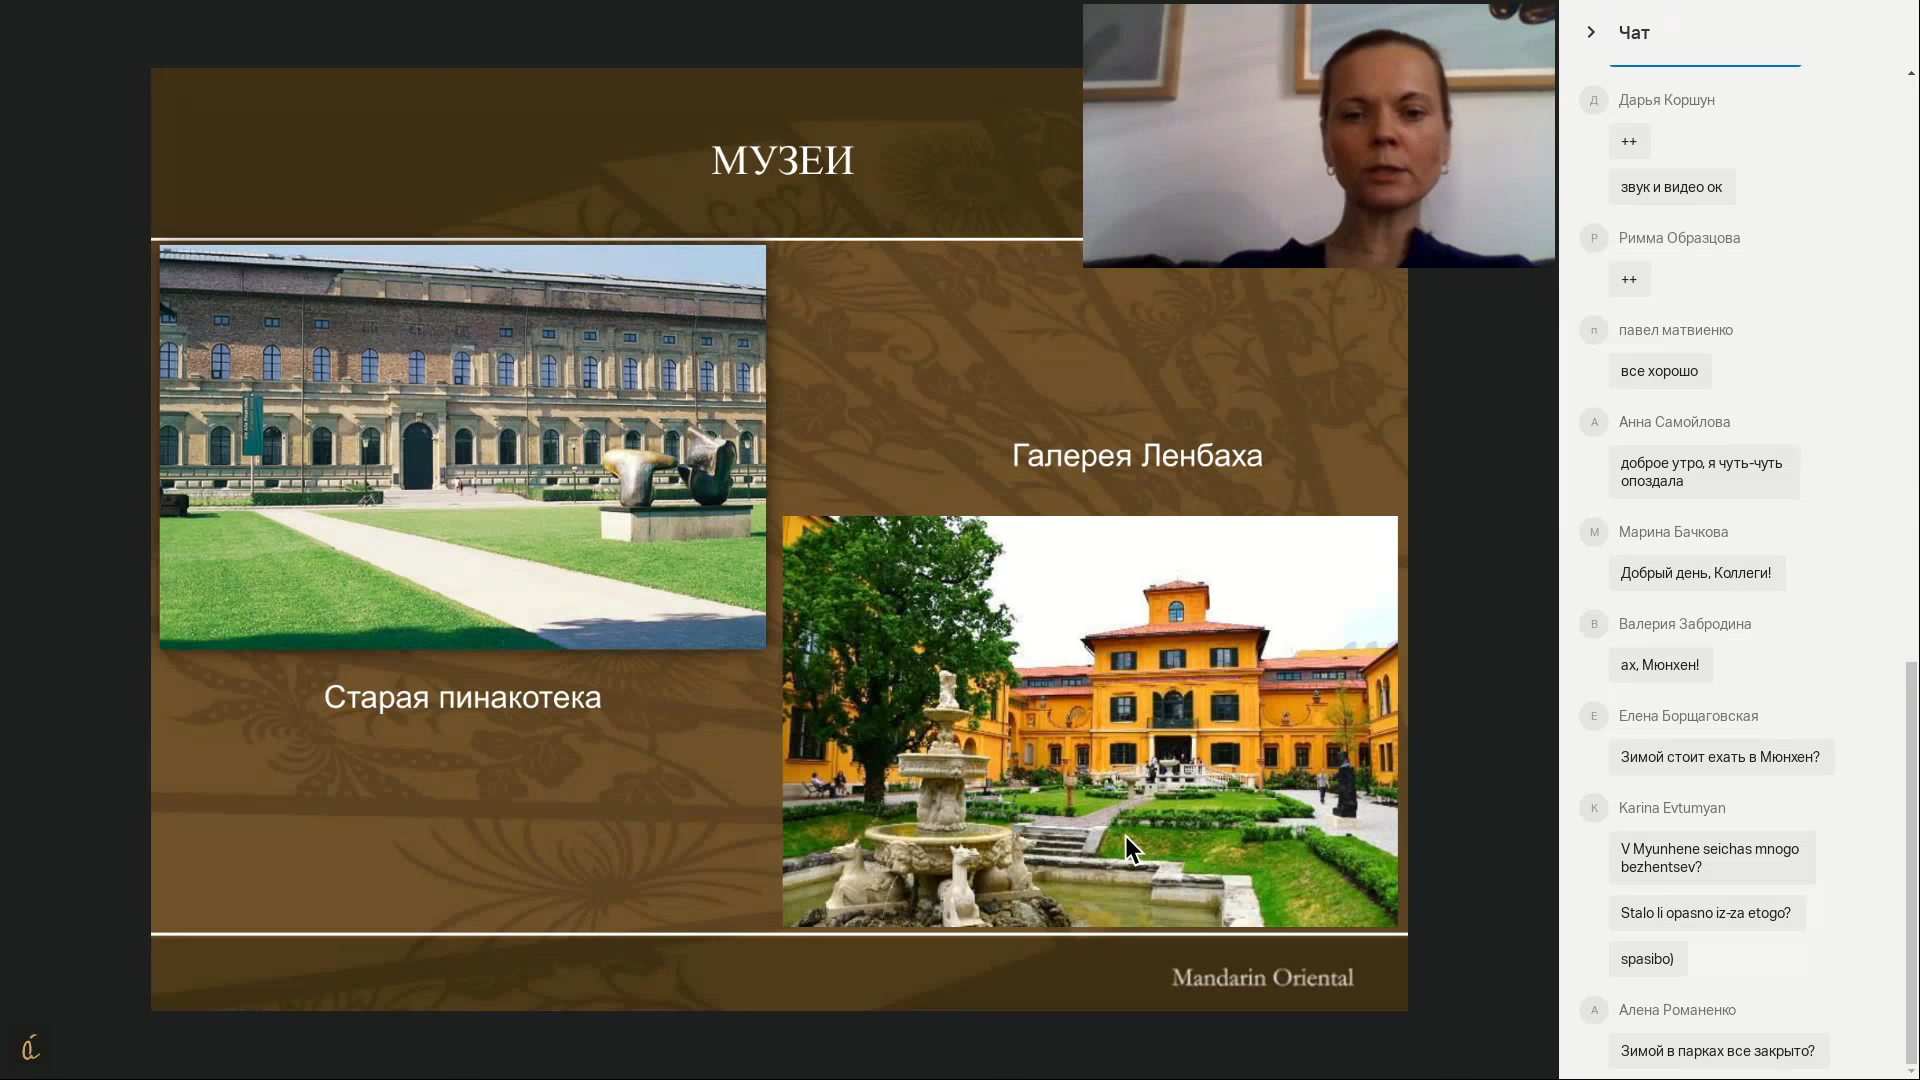 МУЗЕИ
Галерея Ленбаха
Старая пинакотека
Mandarin Oriental
á
Чат
Д Дарья Коршун
++
звук и видео ок
Р Римма Образцова
++
п павел матвиенко
все хорошо
А Анна Самойлова
доброе утро, я чуть-чуть
опоздала
М Марина Бачкова
Добрый день, Коллеги!
В Валерия Забродина
ах, Мюнхен!
Е Елена Борщаговская
Зимой стоит ехать в Мюнхен?
K Karina Evtumyan
V Myunhene seichas mnogo
bezhentsev?
Stalo li opasno iz-za etogo?
spasibo)
А Алена Романенко
Зимой в парках все закрыто?